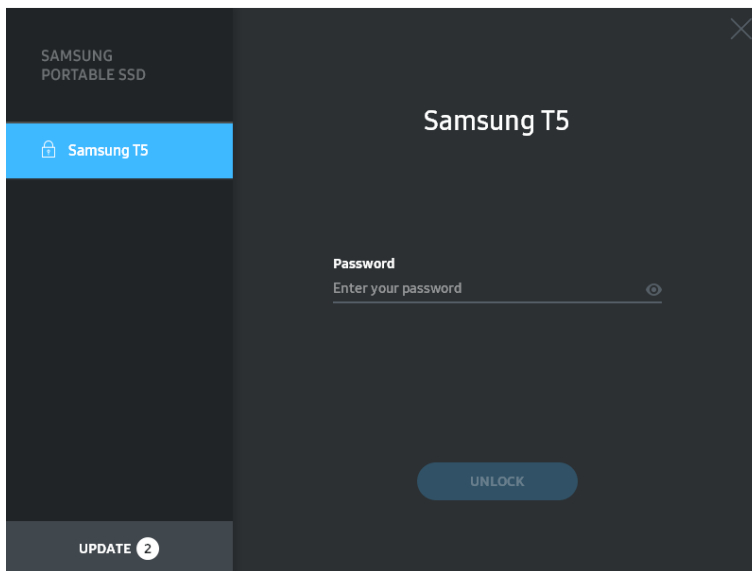 SAMSUNG
PORTABLE SSD
Samsung T5
Samsung T5
Password
Enter your password
UNLOCK
UPDATE 2